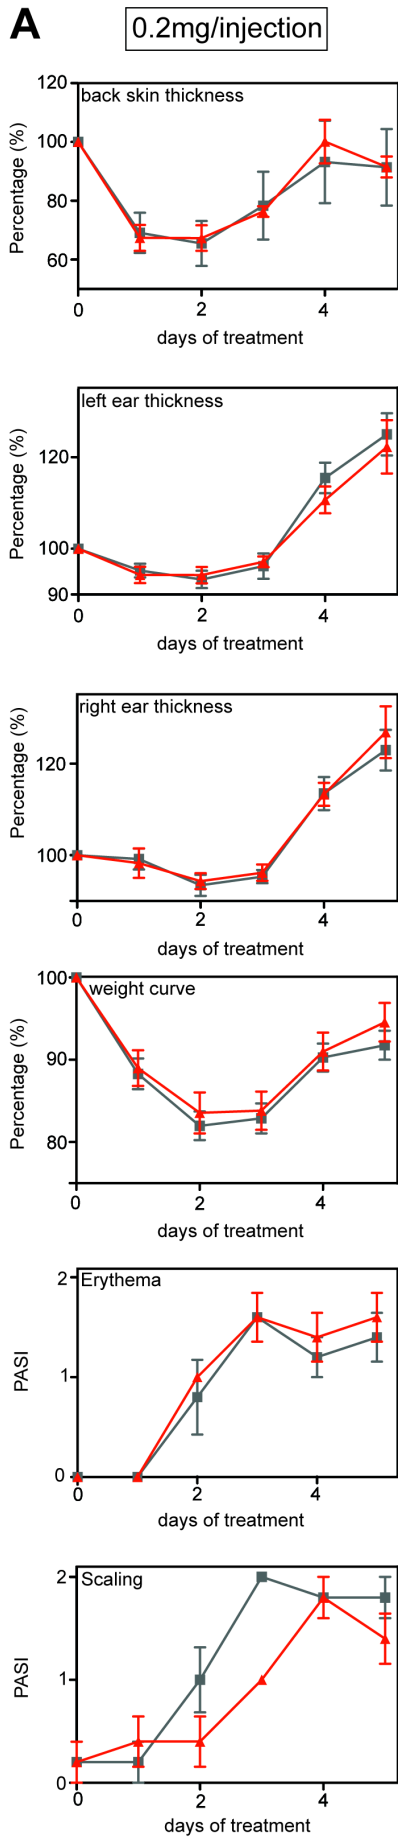 A
0.2mg/injection
back skin thickness
Percentage (%)
120
100
80
60
0 2 4
days of treatment
left ear thickness
Percentage (%)
120
100
90
0 2 4
days of treatment
right ear thickness
Percentage (%)
120
100
0 2 4
days of treatment
weight curve
Percentage (%)
100
90
80
0 2 4
days of treatment
Erythema
PASI
2
1
0
0 2 4
days of treatment
Scaling
PASI
2
1
0
0 2 4
days of treatment